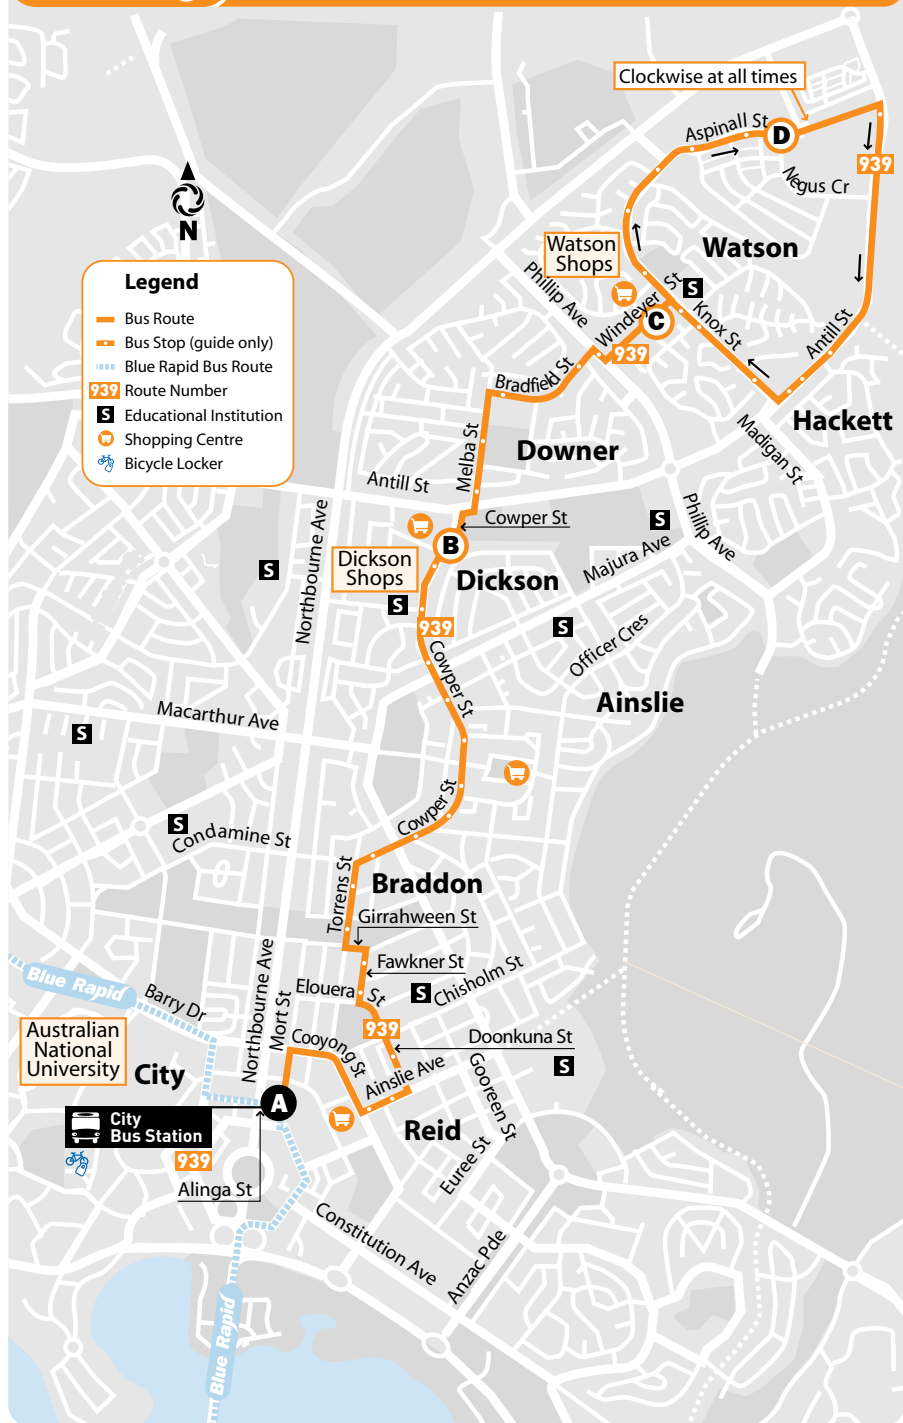 Clockwise at all times
Aspinall St
D
Negus Cr
939
N
Watson
Shops
Watson
Phillip Ave
Windeyer St
S
C
Knox St
939
Antill St
Legend
Bus Route
Bus Stop (guide only)
Blue Rapid Bus Route
939 Route Number
S Educational Institution
Shopping Centre
Bicycle Locker
Bradfield St
Hackett
Madigan St
Downer
Melba St
Antill St
Northbourne Ave
Cowper St
Phillip Ave
S
B
Majura Ave
Dickson
Shops
Dickson
S
S
939
S
Officer Cres
Cowper St
Ainslie
Macarthur Ave
S
Cowper St
S
Condamine St
Torrens St
Braddon
Girrahween St
Fawkner St
Blue Rapid
Barry Dr
Northbourne Ave
Mort St
Elouera St
S
Chisholm St
939
Doonkuna St
Australian
National
University
City
Cooyong St
Ainslie Ave
Gooreen St
S
A
City
Bus Station
939
Reid
Euree St
Alinga St
Constitution Ave
Anzac Pde
Blue Rapid